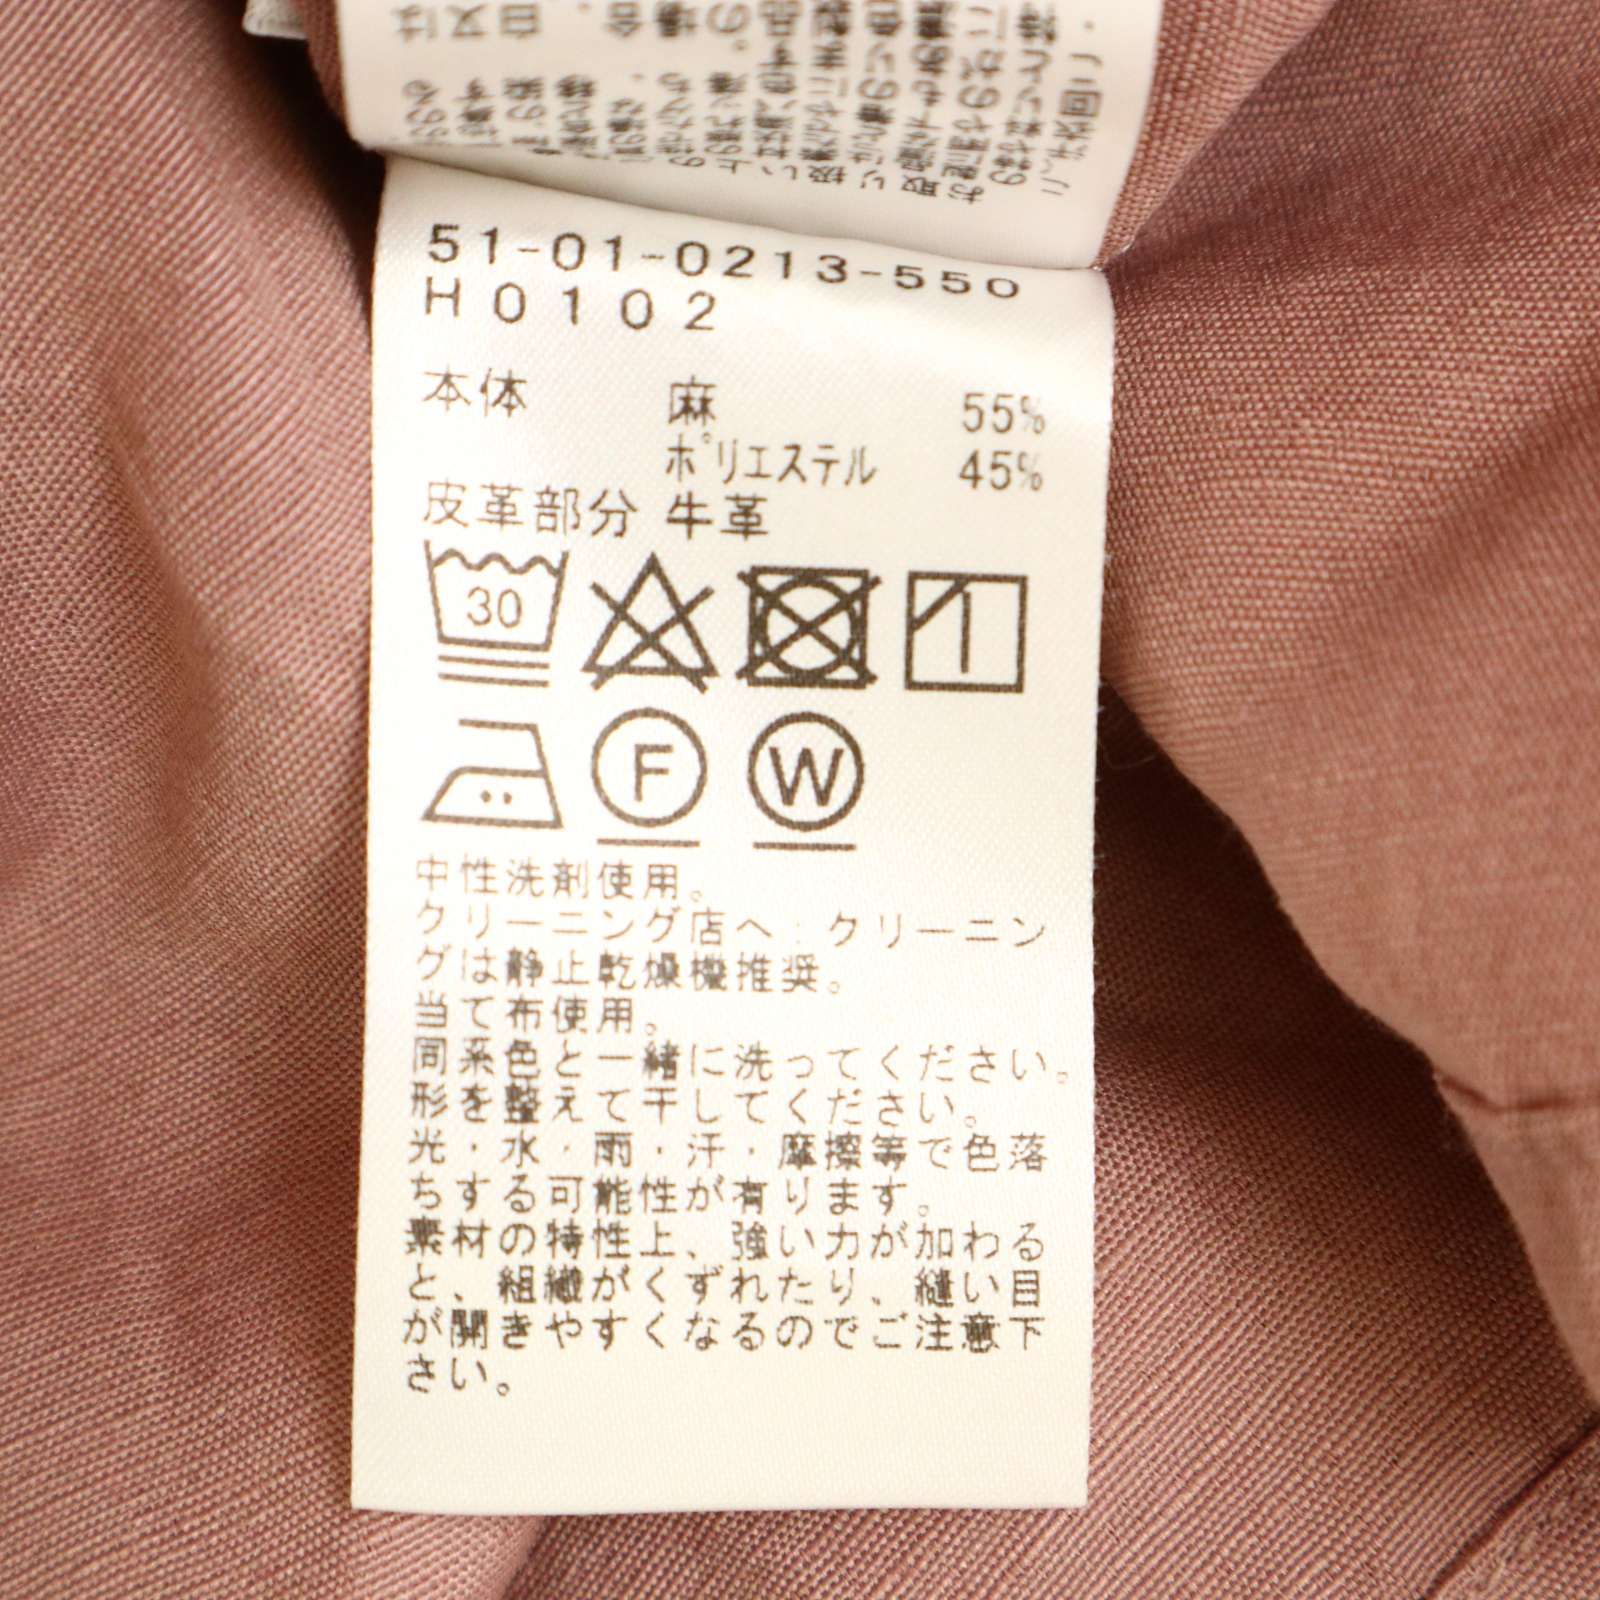 51-01-0213-550
H0102
本体 麻 55%
ポリエステル 45%
皮革部分 牛革
30
F W
中性洗剤使用。
クリーニング店へ:クリーニン
グは静止乾燥機推奨。
当て布使用。
同系色と一緒に洗ってください。
形を整えて干してください。
光・水・雨・汗・摩擦等で色落
ちする可能性が有ります。
素材の特性上、強い力が加わる
と、組織がくずれたり、縫い目
が開きやすくなるのでご注意下
さい。